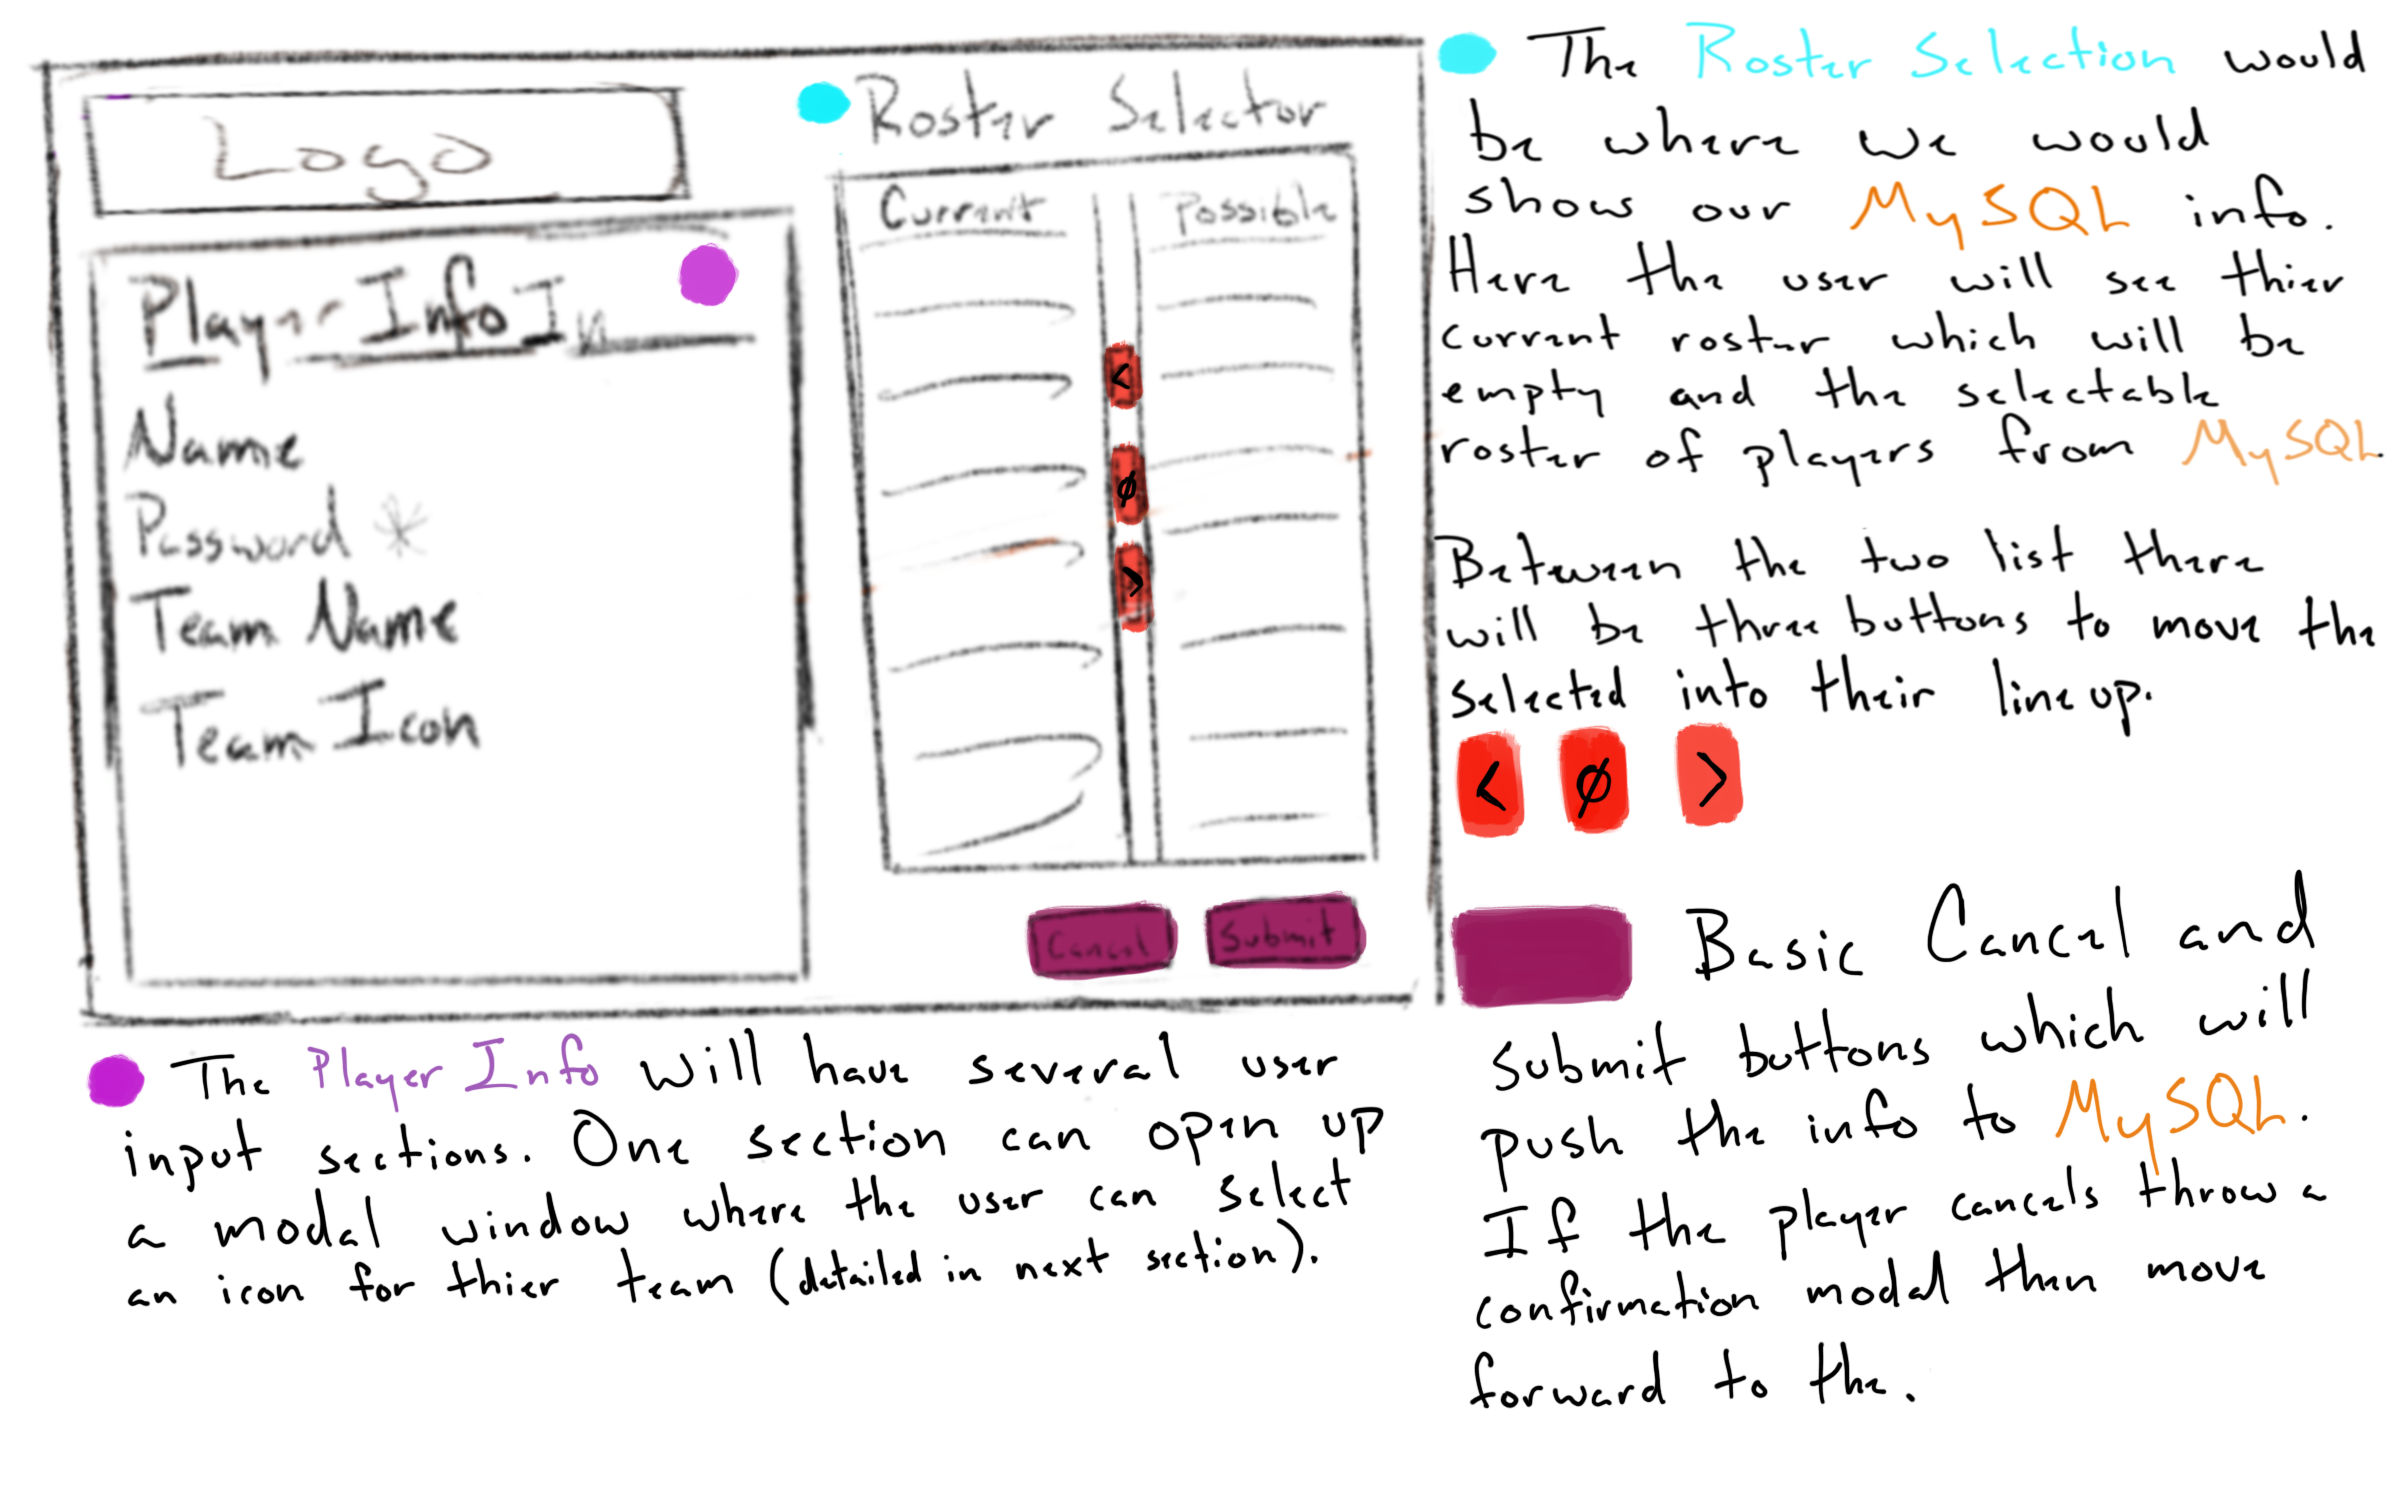 Logo
Player Info
Name
Password *
Team Name
Team Icon
Roster Selector
Current
Possible
<
Ø
>
Cancel
Submit
The Roster Selection would
be where we would
show our MySQL info.
Here the user will see thier
current roster which will be
empty and the selectable
roster of players from MySQL
Between the two list there
will be three buttons to move the
selected into their line up.
< Ø >
Basic Cancel and
Submit buttons which will
push the info to MySQL.
If the player cancels throw a
confirmation modal then move
forward to the.
The Player Info will have several user
input sections. One section can open up
a modal window where the user can select
an icon for thier team (detailed in next section).